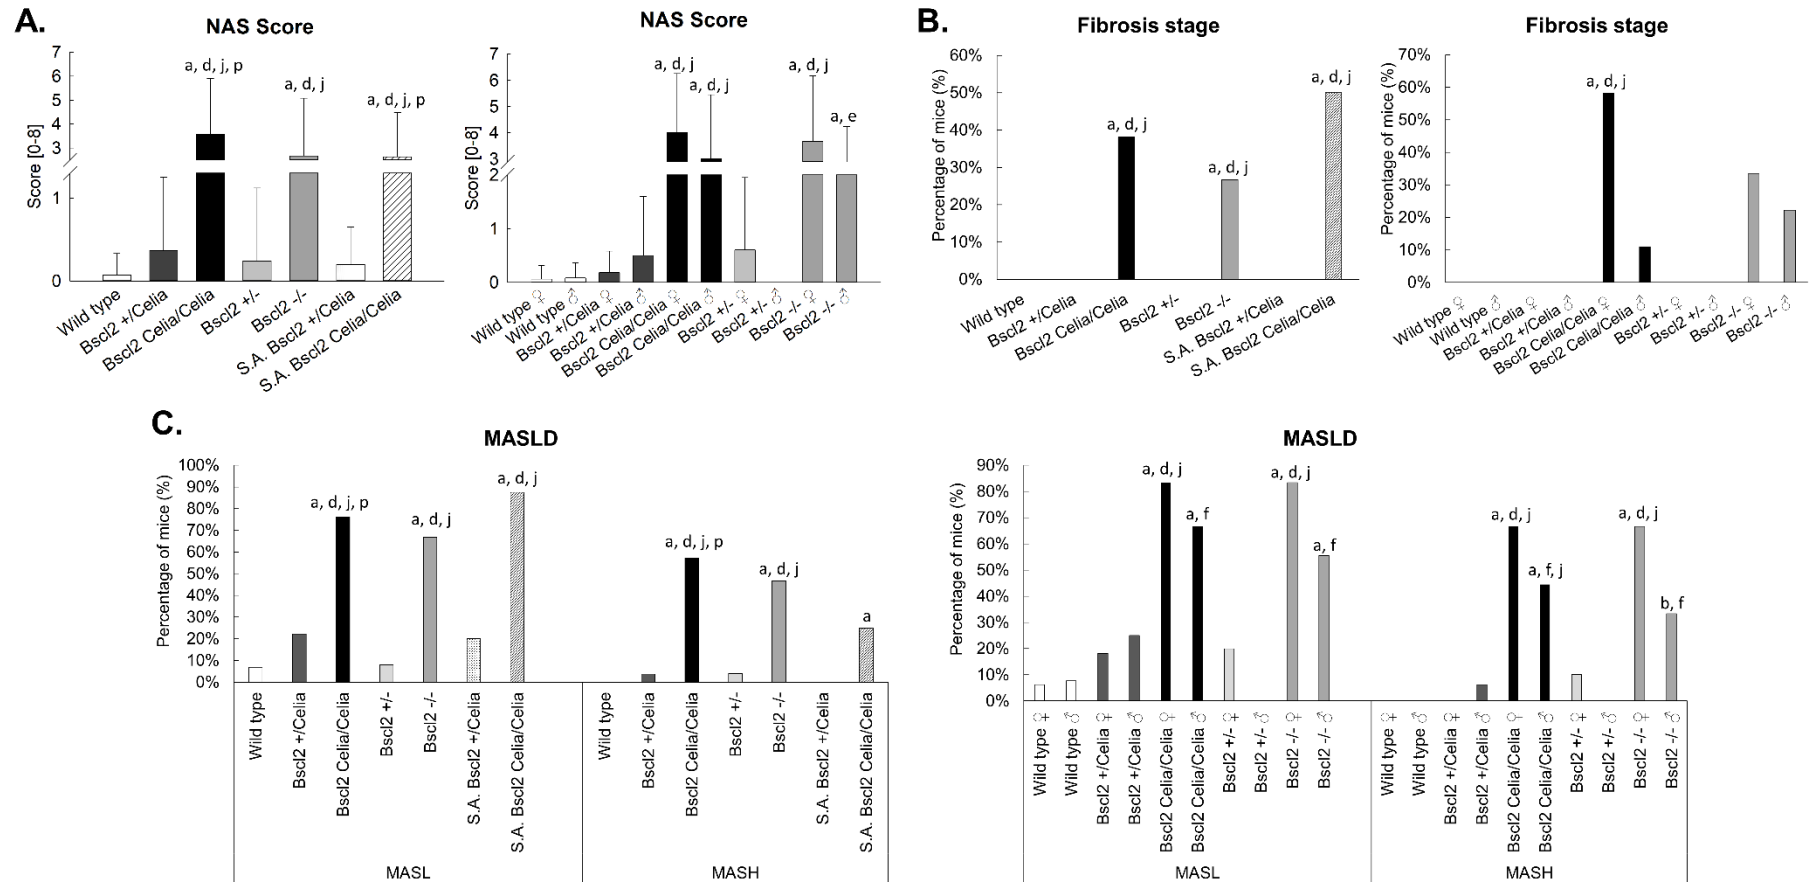 A.
NAS Score
Score [0-8]
7
6
5
4
3
1
0
a, d, j, p
a, d, j
a, d, j, p
Wild type
Bscl2 +/Celia
Bscl2 Celia/Celia
Bscl2 +/-
Bscl2 -/-
S.A. Bscl2 +/Celia
S.A. Bscl2 Celia/Celia
NAS Score
Score [0-8]
7
6
5
4
3
2
1
0
a, d, j
a, d, j
a, d, j
a, e
Wild type ♀
Wild type ♂
Bscl2 +/Celia ♀
Bscl2 +/Celia ♂
Bscl2 Celia/Celia ♀
Bscl2 Celia/Celia ♂
Bscl2 +/- ♀
Bscl2 +/- ♂
Bscl2 -/- ♀
Bscl2 -/- ♂
B.
Fibrosis stage
Percentage of mice (%)
60%
50%
40%
30%
20%
10%
0%
a, d, j
a, d, j
a, d, j
Wild type
Bscl2 +/Celia
Bscl2 Celia/Celia
Bscl2 +/-
Bscl2 -/-
S.A. Bscl2 +/Celia
S.A. Bscl2 Celia/Celia
Fibrosis stage
Percentage of mice (%)
70%
60%
50%
40%
30%
20%
10%
0%
a, d, j
Wild type ♀
Wild type ♂
Bscl2 +/Celia ♀
Bscl2 +/Celia ♂
Bscl2 Celia/Celia ♀
Bscl2 Celia/Celia ♂
Bscl2 +/- ♀
Bscl2 +/- ♂
Bscl2 -/- ♀
Bscl2 -/- ♂
C.
MASLD
Percentage of mice (%)
100%
90%
80%
70%
60%
50%
40%
30%
20%
10%
0%
a, d, j, p
a, d, j
a, d, j
a, d, j, p
a, d, j
a
Wild type
Bscl2 +/Celia
Bscl2 Celia/Celia
Bscl2 +/-
Bscl2 -/-
S.A. Bscl2 +/Celia
S.A. Bscl2 Celia/Celia
Wild type
Bscl2 +/Celia
Bscl2 Celia/Celia
Bscl2 +/-
Bscl2 -/-
S.A. Bscl2 +/Celia
S.A. Bscl2 Celia/Celia
MASL
MASH
MASLD
Percentage of mice (%)
90%
80%
70%
60%
50%
40%
30%
20%
10%
0%
a, d, j
a, f
a, d, j
a, f
a, d, j
a, f, j
a, d, j
b, f
Wild type ♀
Wild type ♂
Bscl2 +/Celia ♀
Bscl2 +/Celia ♂
Bscl2 Celia/Celia ♀
Bscl2 Celia/Celia ♂
Bscl2 +/- ♀
Bscl2 +/- ♂
Bscl2 -/- ♀
Bscl2 -/- ♂
Wild type ♀
Wild type ♂
Bscl2 +/Celia ♀
Bscl2 +/Celia ♂
Bscl2 Celia/Celia ♀
Bscl2 Celia/Celia ♂
Bscl2 +/- ♀
Bscl2 +/- ♂
Bscl2 -/- ♀
Bscl2 -/- ♂
MASL
MASH